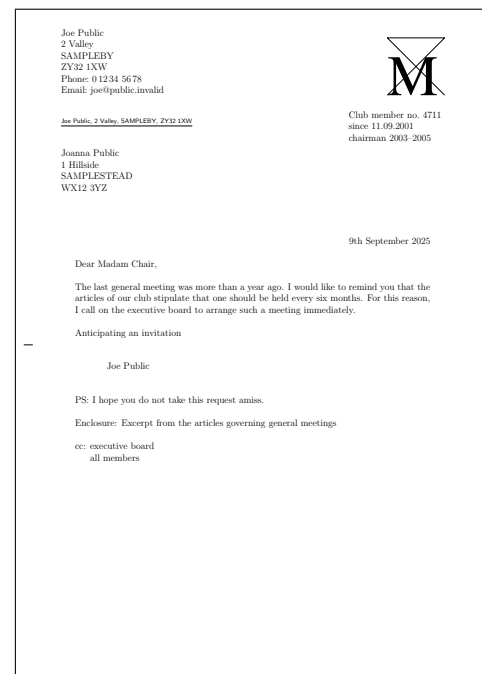 Joe Public
2 Valley
SAMPLEBY
ZY32 1XW
Phone: 0 12 34 56 78
Email: joe@public.invalid
M
Club member no. 4711
since 11.09.2001
chairman 2003–2005
Joe Public, 2 Valley, SAMPLEBY, ZY32 1XW
Joanna Public
1 Hillside
SAMPLESTEAD
WX12 3YZ
9th September 2025
Dear Madam Chair,
The last general meeting was more than a year ago. I would like to remind you that the
articles of our club stipulate that one should be held every six months. For this reason,
I call on the executive board to arrange such a meeting immediately.
Anticipating an invitation
Joe Public
PS: I hope you do not take this request amiss.
Enclosure: Excerpt from the articles governing general meetings
cc: executive board
all members